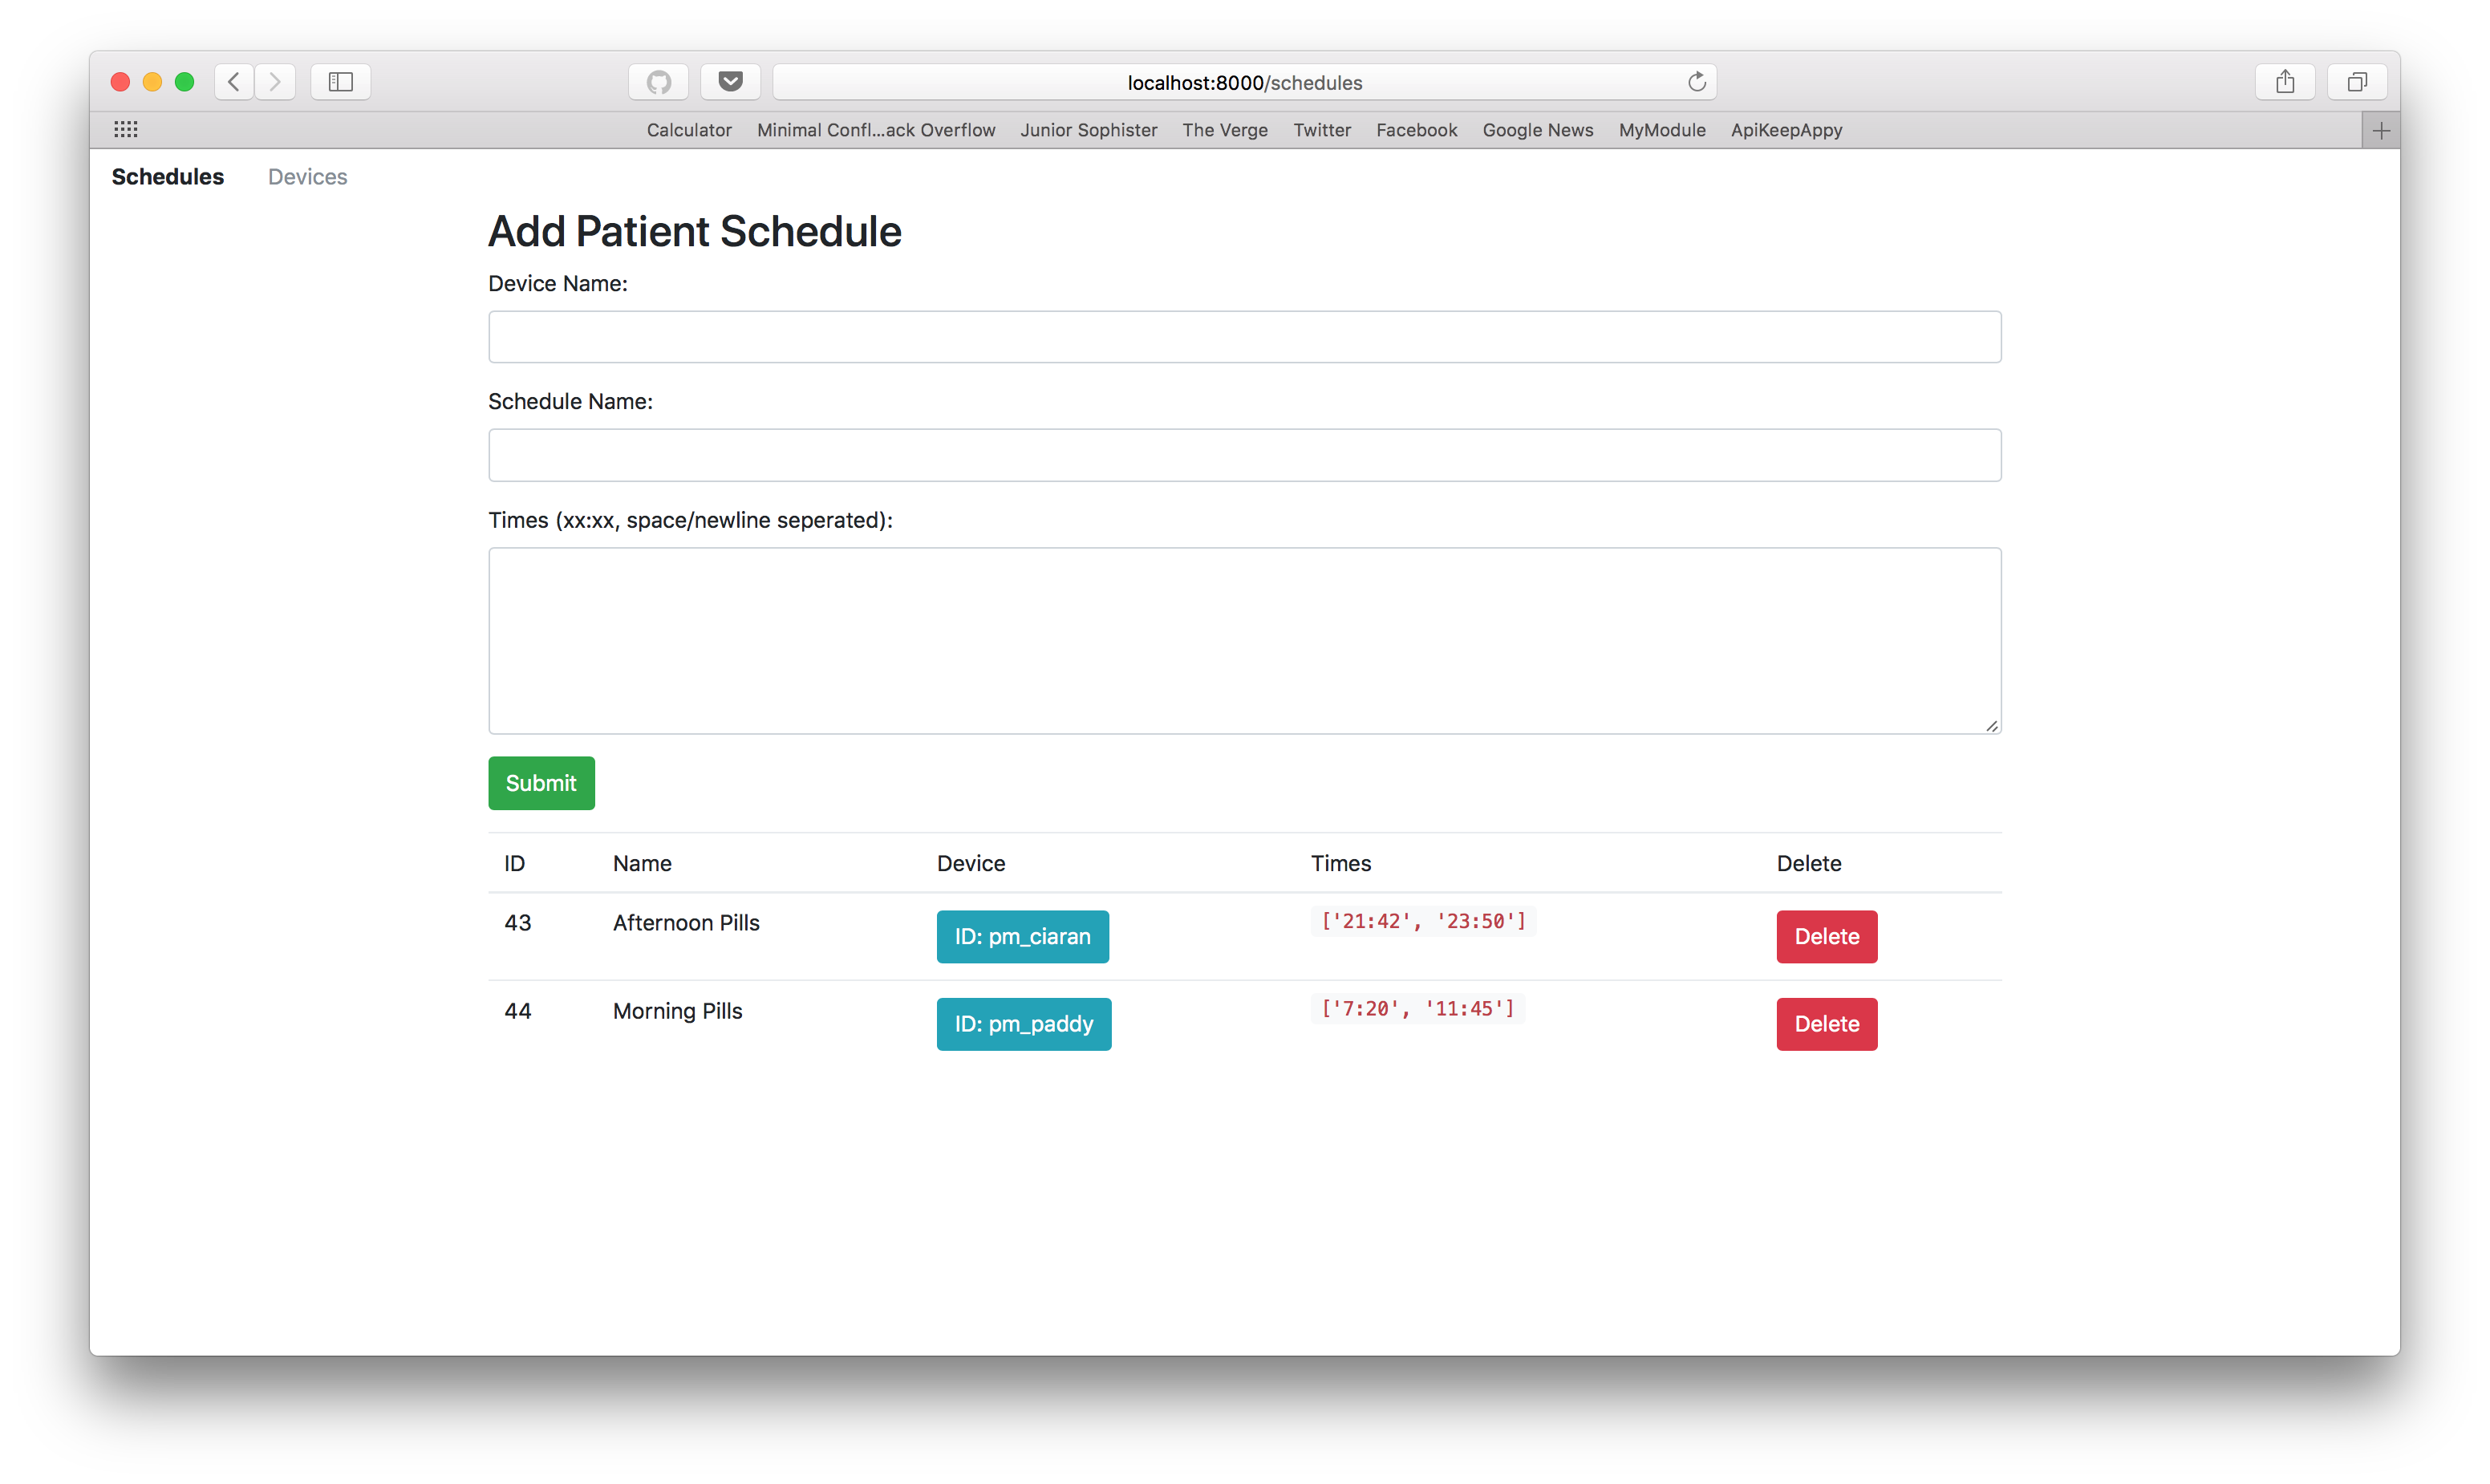 localhost:8000/schedules
Calculator Minimal Confl...ack Overflow Junior Sophister The Verge Twitter Facebook Google News MyModule ApiKeepAppy
Schedules Devices
Add Patient Schedule
Device Name:
Schedule Name:
Times (xx:xx, space/newline seperated):
Submit
ID Name Device Times Delete
43 Afternoon Pills ID: pm_ciaran ['21:42', '23:50'] Delete
44 Morning Pills ID: pm_paddy ['7:20', '11:45'] Delete